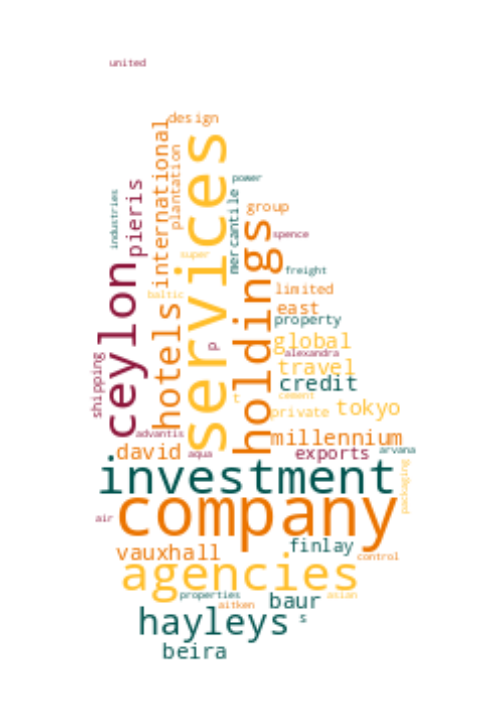 united
design
international
plantation
services
power
pieris
industries
mercantile
group
holdings
spence
super
freight
ceylon
baltic
limited
hotels
east
property
p
global
alexandra
shipping
travel
credit
t
cement
private
tokyo
advantis
millennium
david
aqua
exports
arvana
investment
packaging
company
air
finlay
vauxhall
control
agencies
properties
asian
baur
aitken
hayleys
s
beira